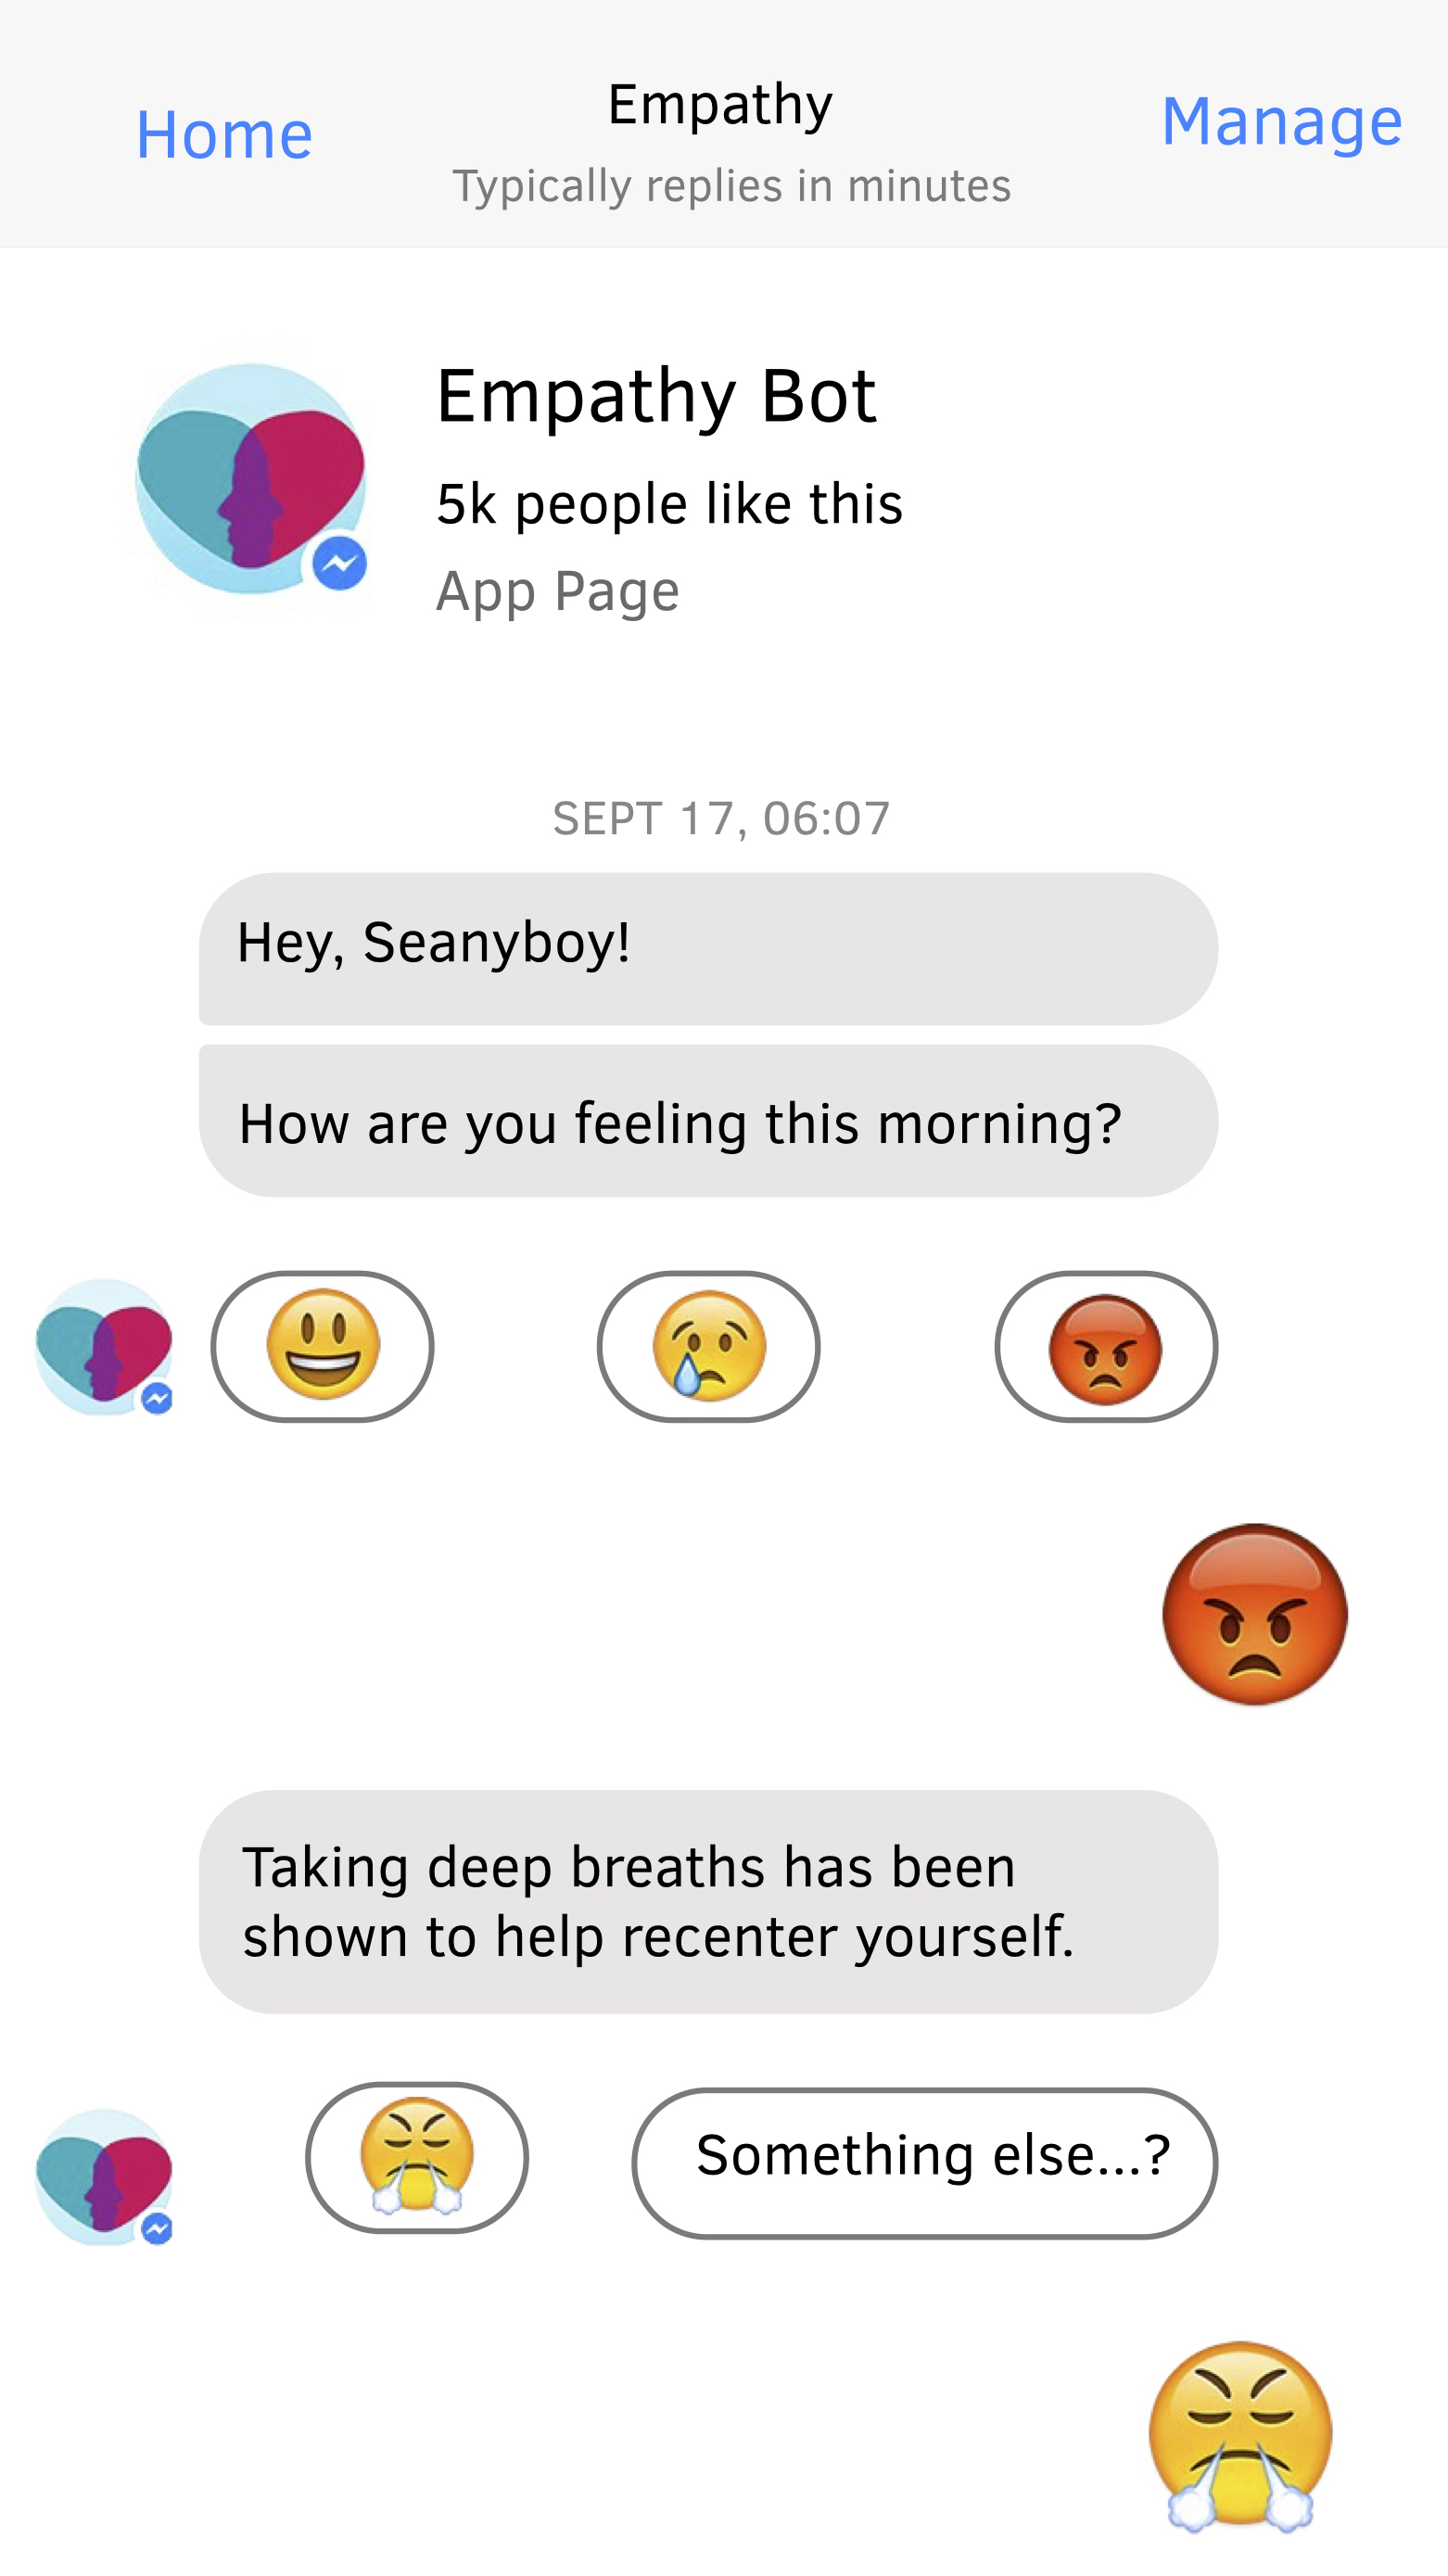 Home
Empathy
Manage
Typically replies in minutes
Empathy Bot
5k people like this
App Page
SEPT 17, 06:07
Hey, Seanyboy!
How are you feeling this morning?
Taking deep breaths has been
shown to help recenter yourself.
Something else...?